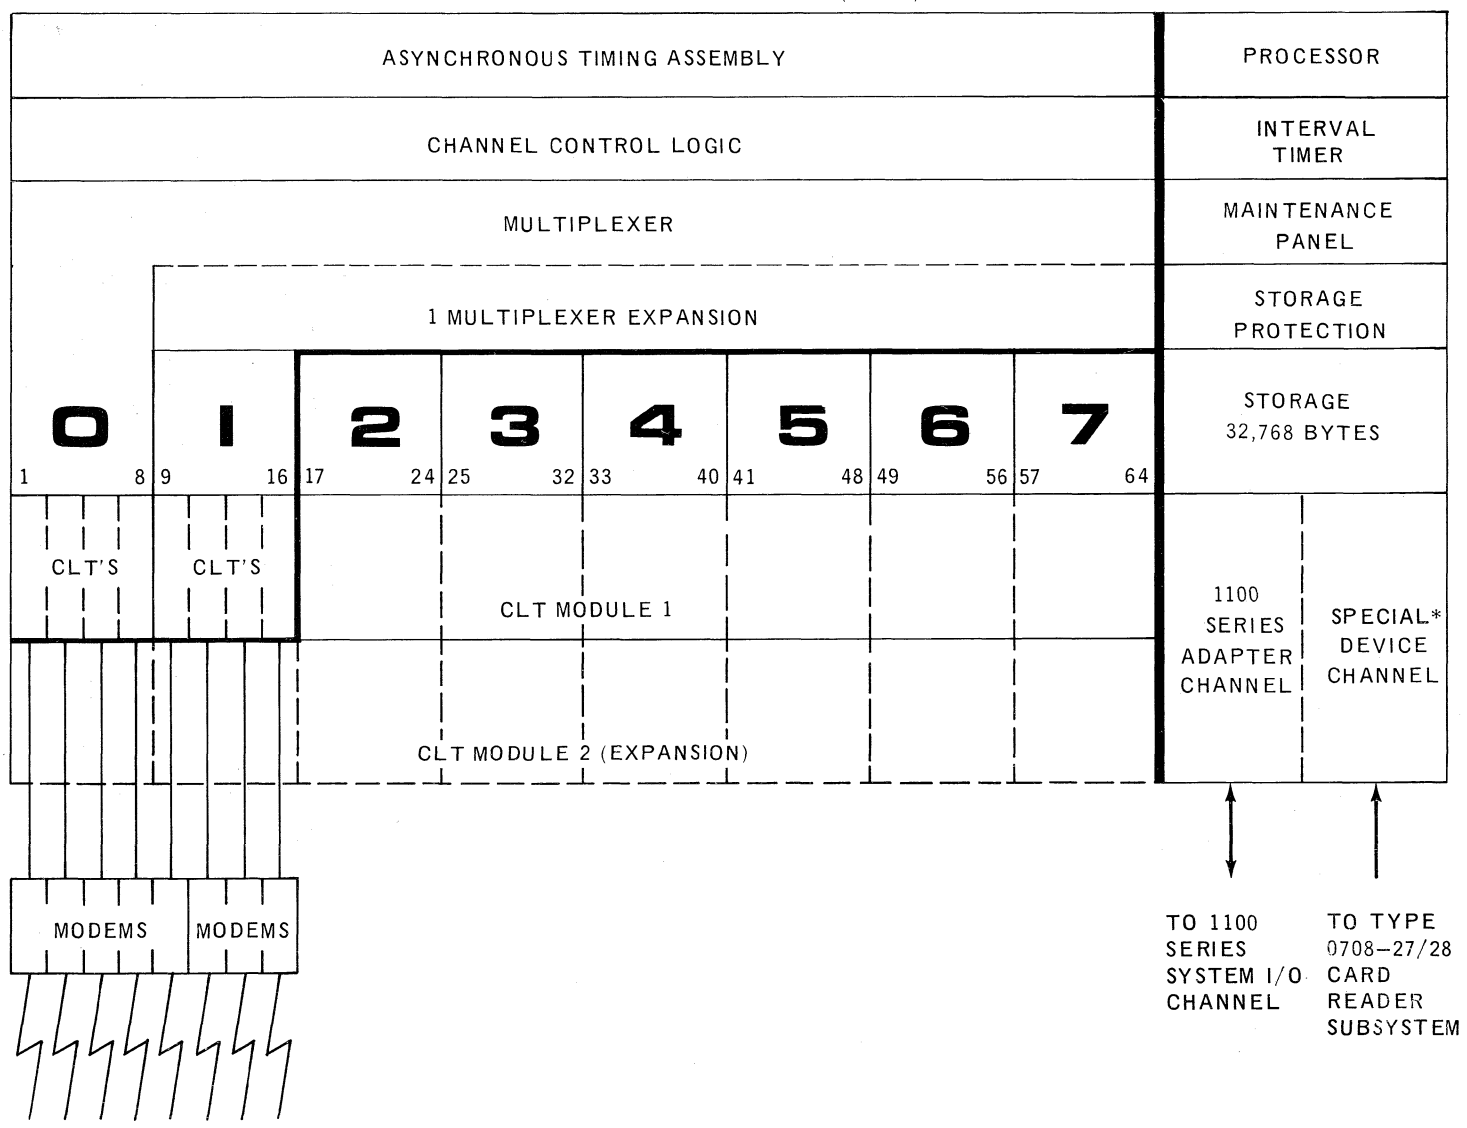 ASYNCHRONOUS TIMING ASSEMBLY
PROCESSOR
CHANNEL CONTROL LOGIC
INTERVAL
TIMER
MULTIPLEXER
MAINTENANCE
PANEL
1 MULTIPLEXER EXPANSION
STORAGE
PROTECTION
0 1 2 3 4 5 6 7
STORAGE
32,768 BYTES
1 8 9 16 17 24 25 32 33 40 41 48 49 56 57 64
CLT'S CLT'S
CLT MODULE 1
1100
SERIES
ADAPTER
CHANNEL
SPECIAL*
DEVICE
CHANNEL
CLT MODULE 2 (EXPANSION)
MODEMS MODEMS
TO 1100
SERIES
SYSTEM I/O
CHANNEL
TO TYPE
0708–27/28
CARD
READER
SUBSYSTEM